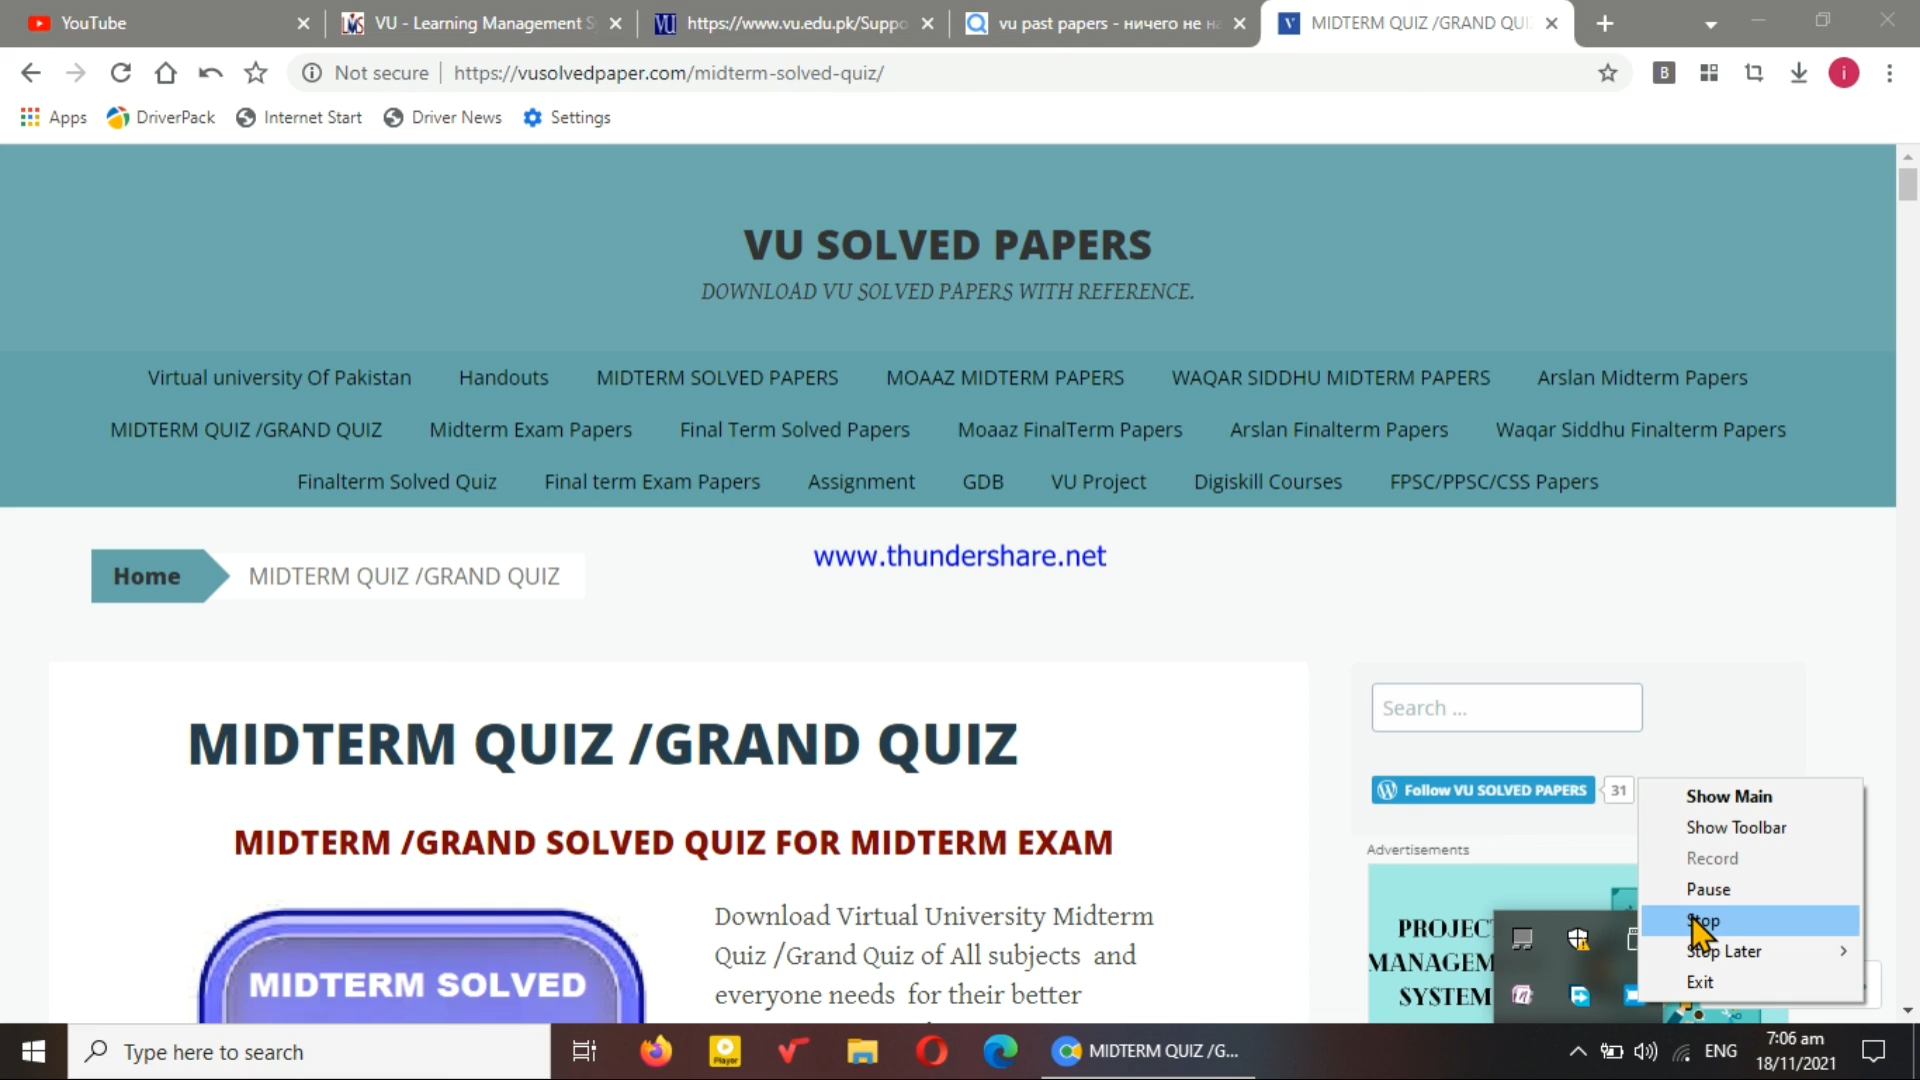 YouTube
VU - Learning Management S
https://www.vu.edu.pk/Suppo
vu past papers - ничего не на
MIDTERM QUIZ /GRAND QUI
Not secure
https://vusolvedpaper.com/midterm-solved-quiz/
B
i
Apps
DriverPack
Internet Start
Driver News
Settings
VU SOLVED PAPERS
DOWNLOAD VU SOLVED PAPERS WITH REFERENCE.
Virtual university Of Pakistan Handouts MIDTERM SOLVED PAPERS MOAAZ MIDTERM PAPERS WAQAR SIDDHU MIDTERM PAPERS Arslan Midterm Papers
MIDTERM QUIZ /GRAND QUIZ Midterm Exam Papers Final Term Solved Papers Moaaz FinalTerm Papers Arslan Finalterm Papers Waqar Siddhu Finalterm Papers
Finalterm Solved Quiz Final term Exam Papers Assignment GDB VU Project Digiskill Courses FPSC/PPSC/CSS Papers
www.thundershare.net
Home MIDTERM QUIZ /GRAND QUIZ
MIDTERM QUIZ /GRAND QUIZ
MIDTERM /GRAND SOLVED QUIZ FOR MIDTERM EXAM
MIDTERM SOLVED
Download Virtual University Midterm
Quiz /Grand Quiz of All subjects and
everyone needs for their better
Search ...
Follow VU SOLVED PAPERS 31
Advertisements
PROJEC
MANAGEM
SYSTEM
Show Main
Show Toolbar
Record
Pause
Stop
Stop Later
Exit
Type here to search
Player
MIDTERM QUIZ /G...
ENG
7:06 am
18/11/2021